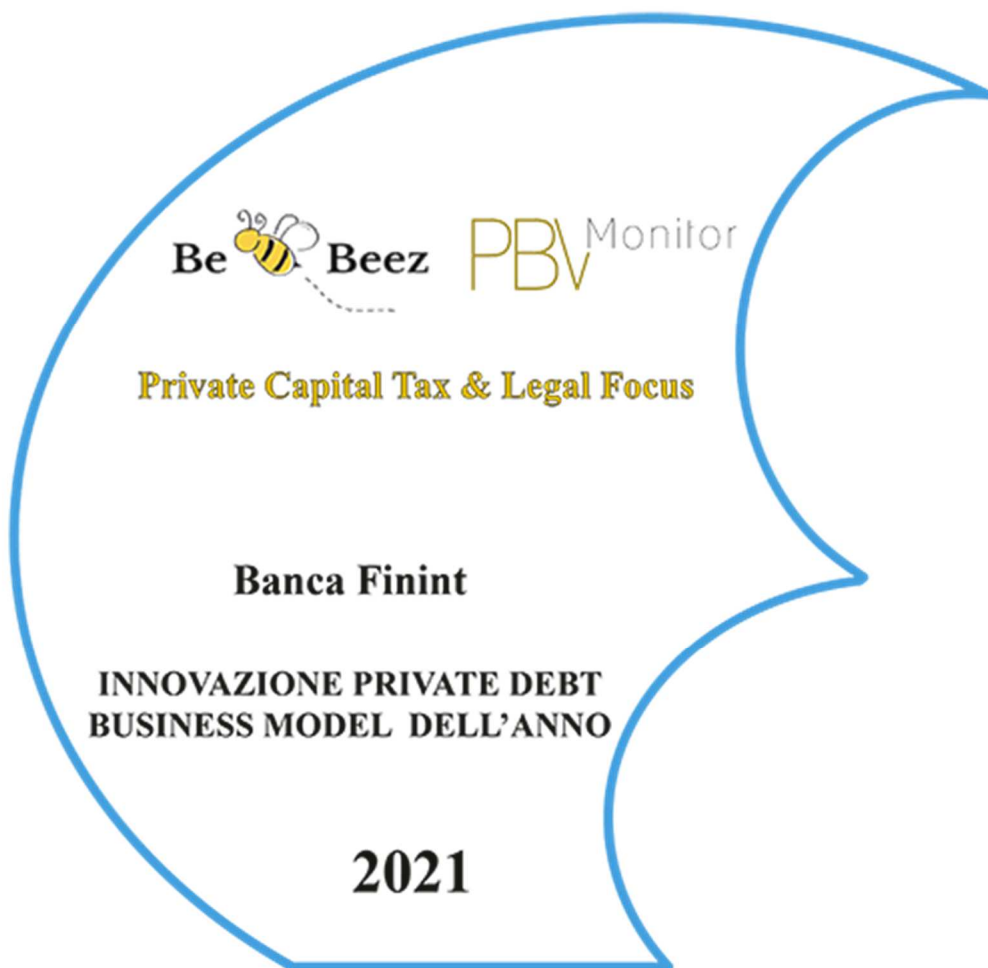 Be Beez PBV Monitor
Private Capital Tax & Legal Focus
Banca Finint
INNOVAZIONE PRIVATE DEBT
BUSINESS MODEL DELL’ANNO
2021